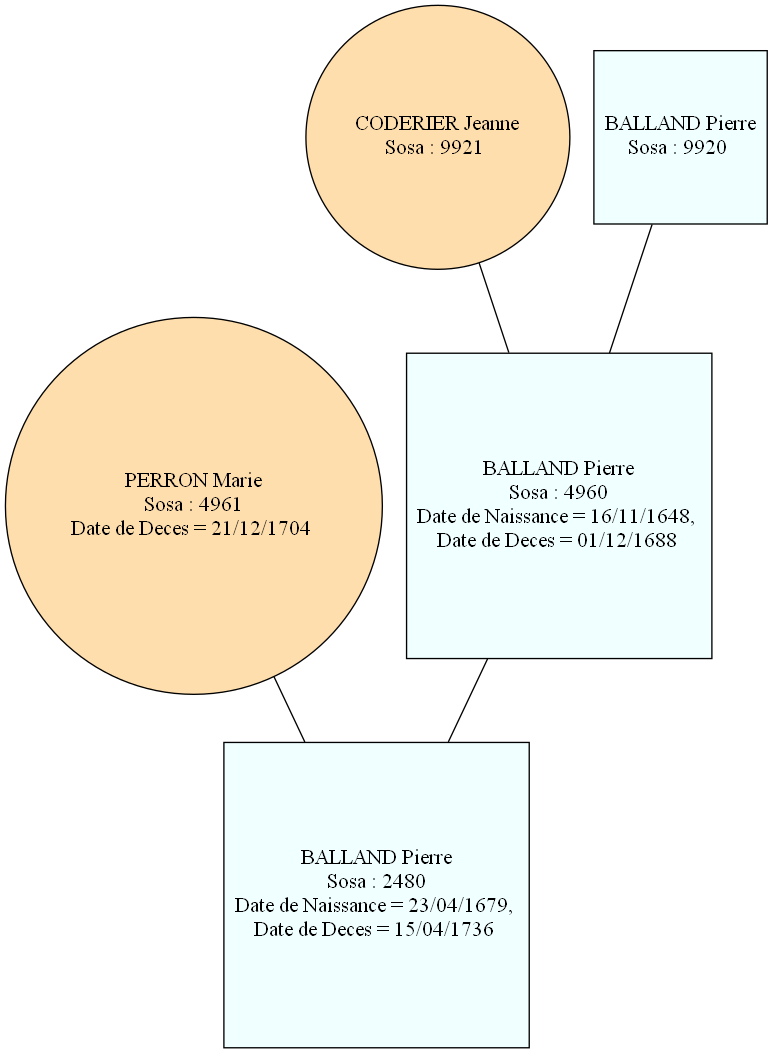 CODERIER Jeanne
Sosa : 9921
BALLAND Pierre
Sosa : 9920
PERRON Marie
Sosa : 4961
Date de Deces = 21/12/1704
BALLAND Pierre
Sosa : 4960
Date de Naissance = 16/11/1648,
Date de Deces = 01/12/1688
BALLAND Pierre
Sosa : 2480
Date de Naissance = 23/04/1679,
Date de Deces = 15/04/1736